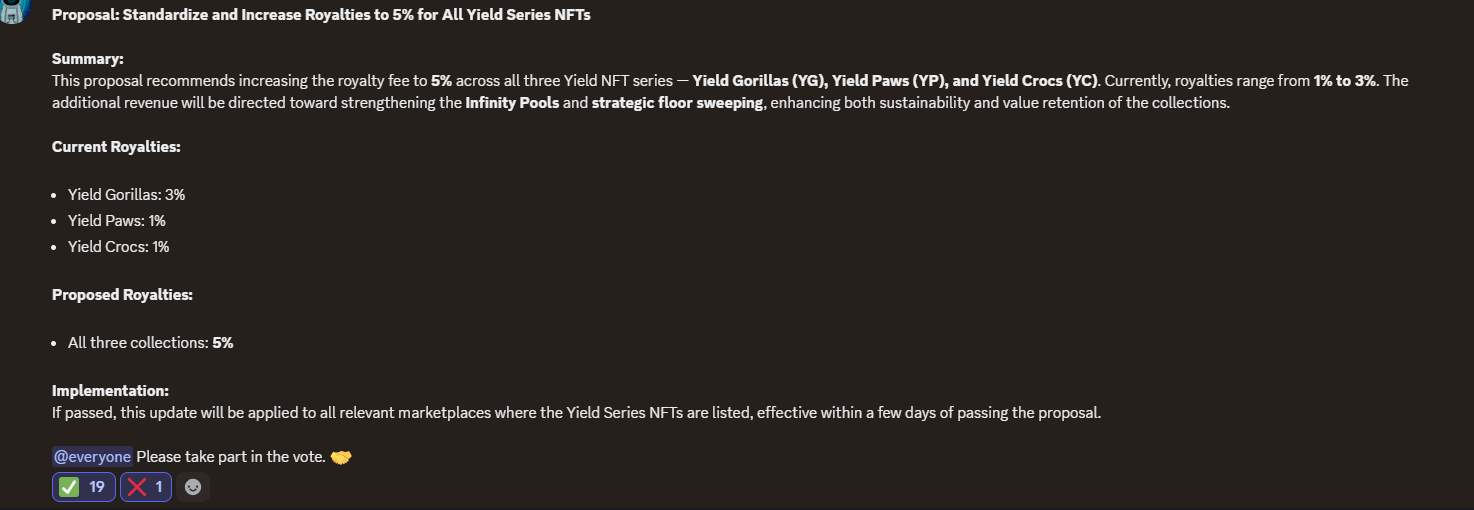 Proposal: Standardize and Increase Royalties to 5% for All Yield Series NFTs
Summary:
This proposal recommends increasing the royalty fee to 5% across all three Yield NFT series — Yield Gorillas (YG), Yield Paws (YP), and Yield Crocs (YC). Currently, royalties range from 1% to 3%. The
additional revenue will be directed toward strengthening the Infinity Pools and strategic floor sweeping, enhancing both sustainability and value retention of the collections.
Current Royalties:
• Yield Gorillas: 3%
• Yield Paws: 1%
• Yield Crocs: 1%
Proposed Royalties:
• All three collections: 5%
Implementation:
If passed, this update will be applied to all relevant marketplaces where the Yield Series NFTs are listed, effective within a few days of passing the proposal.
@everyone Please take part in the vote. 🤝
✅ 19 ❌ 1